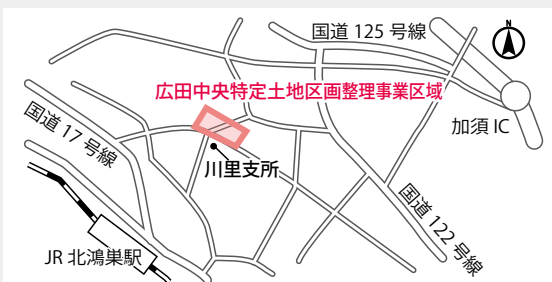 国道 125 号線
N
広田中央特定土地区画整理事業区域
加須 IC
国道 17 号線
川里支所
国道 122 号線
JR 北鴻巣駅